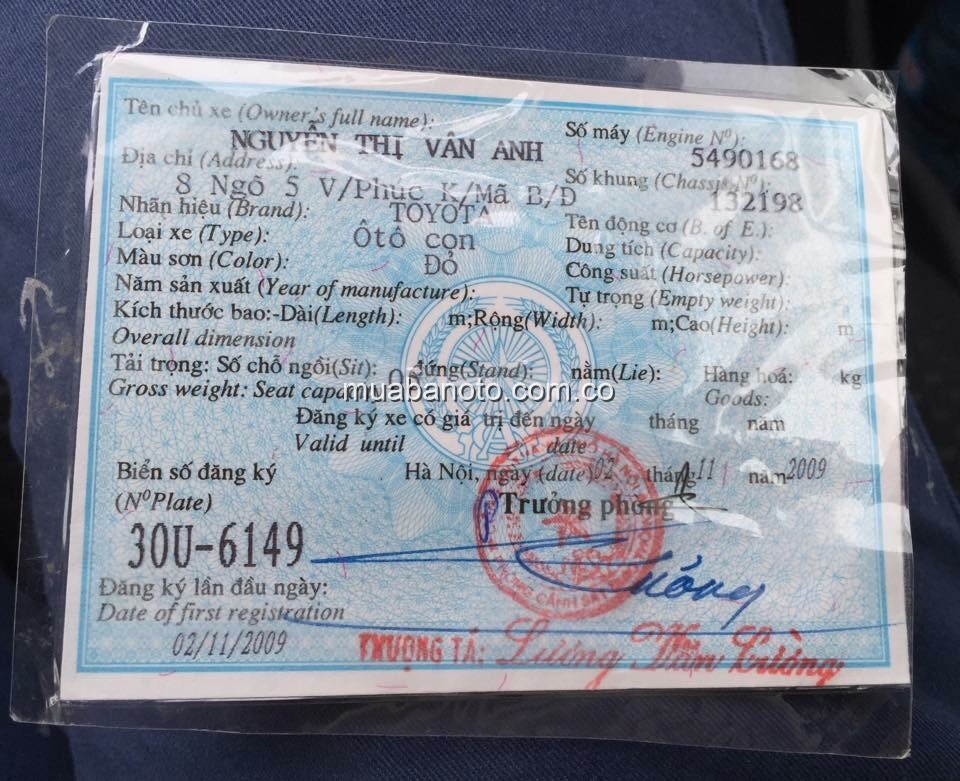 Tên chủ xe (Owner's full name):
NGUYỄN THỊ VÂN ANH
Số máy (Engine Nº):
5490168
Địa chỉ (Address):
8 Ngõ 5 V/Phúc K/Mã B/Đ
Số khung (Chassis Nº):
132198
Nhãn hiệu (Brand): TOYOTA
Tên động cơ (B. of E.):
Loại xe (Type): Ôtô con
Dung tích (Capacity):
Màu sơn (Color): Đỏ
Công suất (Horsepower):
Năm sản xuất (Year of manufacture):
Tự trọng (Empty weight):
Kích thước bao:-Dài(Length): m;Rộng(Width): m;Cao(Height): m
Overall dimension
Tải trọng: Số chỗ ngồi(Sit): đứng(Stand): nằm(Lie): Hàng hoá: kg
Gross weight: Seat capacity Goods:
muabanoto.com.co
Đăng ký xe có giá trị đến ngày tháng năm
Valid until date
Biển số đăng ký
Hà Nội, ngày (date) 02 tháng 11 năm 2009
(NºPlate)
Trưởng phòng
30U-6149
Đăng ký lần đầu ngày:
Date of first registration
02/11/2009
THƯỢNG TÁ: Lương Văn